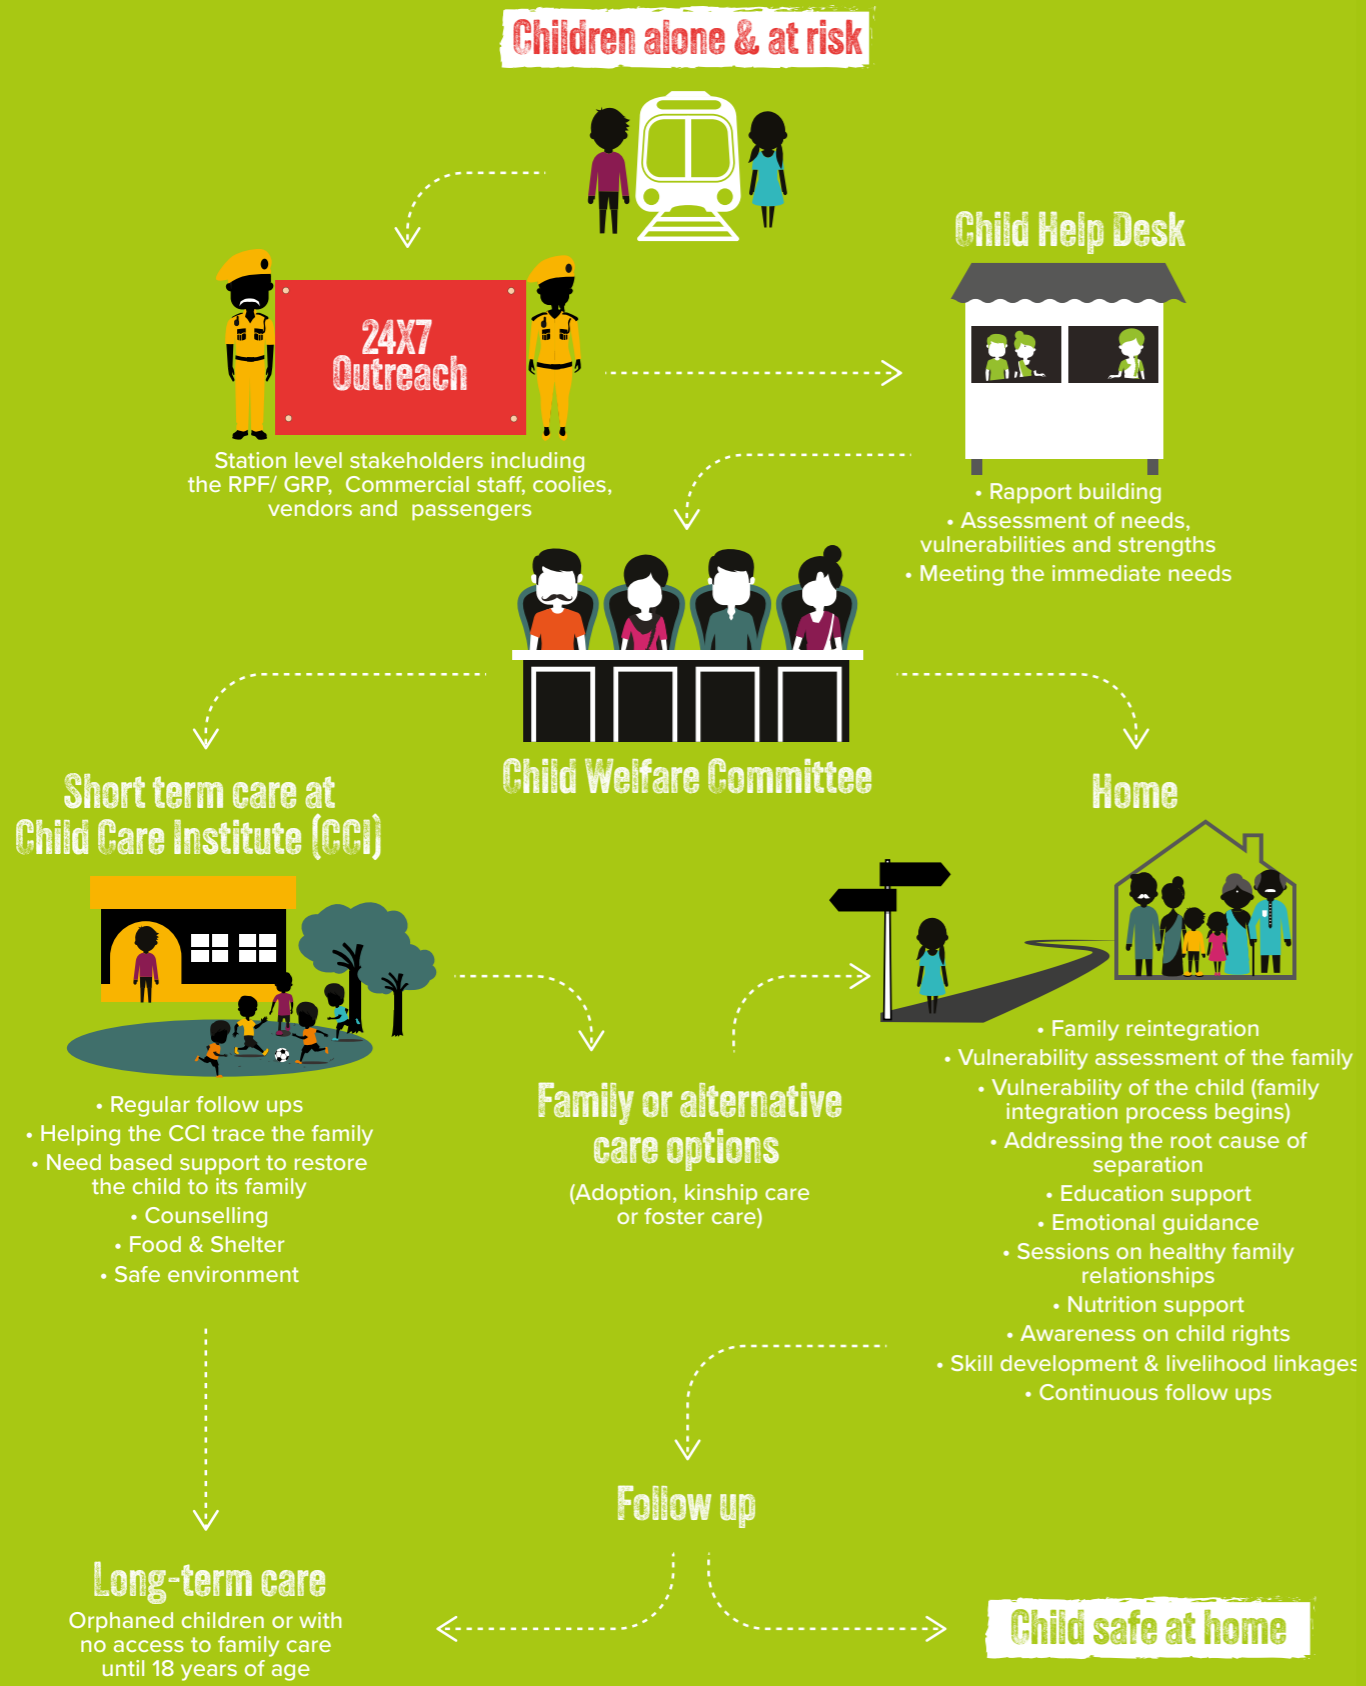 Children alone & at risk
24X7
Outreach
Station level stakeholders including
the RPF/ GRP, Commercial staff, coolies,
vendors and passengers
Child Help Desk
• Rapport building
• Assessment of needs,
vulnerabilities and strengths
• Meeting the immediate needs
Child Welfare Committee
Short term care at
Child Care Institute (CCI)
• Regular follow ups
• Helping the CCI trace the family
• Need based support to restore
the child to its family
• Counselling
• Food & Shelter
• Safe environment
Family or alternative
care options
(Adoption, kinship care
or foster care)
Home
• Family reintegration
• Vulnerability assessment of the family
• Vulnerability of the child (family
integration process begins)
• Addressing the root cause of
separation
• Education support
• Emotional guidance
• Sessions on healthy family
relationships
• Nutrition support
• Awareness on child rights
• Skill development & livelihood linkages
• Continuous follow ups
Follow up
Long-term care
Orphaned children or with
no access to family care
until 18 years of age
Child safe at home